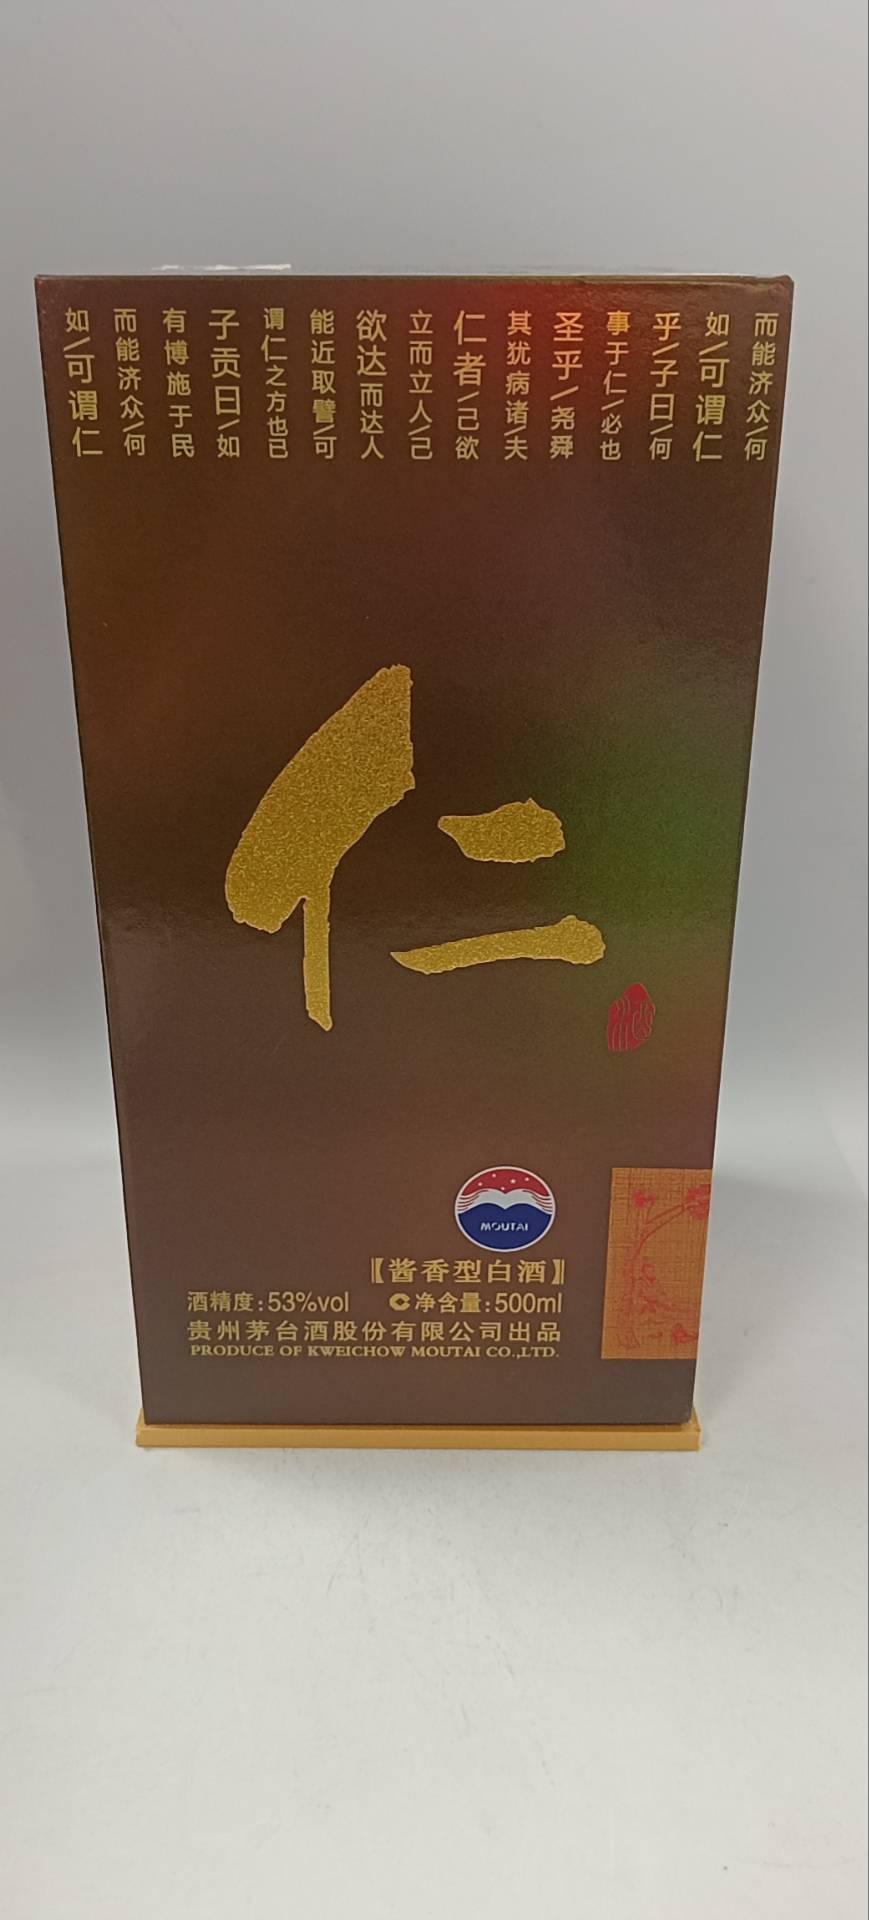 而能济众/何
如/可谓仁
乎/子曰/何
事于仁/必也
圣乎/尧舜
其犹病诸/夫
仁者/己欲
立而立人/己
欲达而达人
能近取譬/可
谓仁之方也已
子贡曰/如
有博施于民
而能济众/何
如/可谓仁
仁
酒
MOUTAI
【酱香型白酒】
酒精度:53%vol C净含量:500ml
贵州茅台酒股份有限公司出品
PRODUCE OF KWEICHOW MOUTAI CO.,LTD.